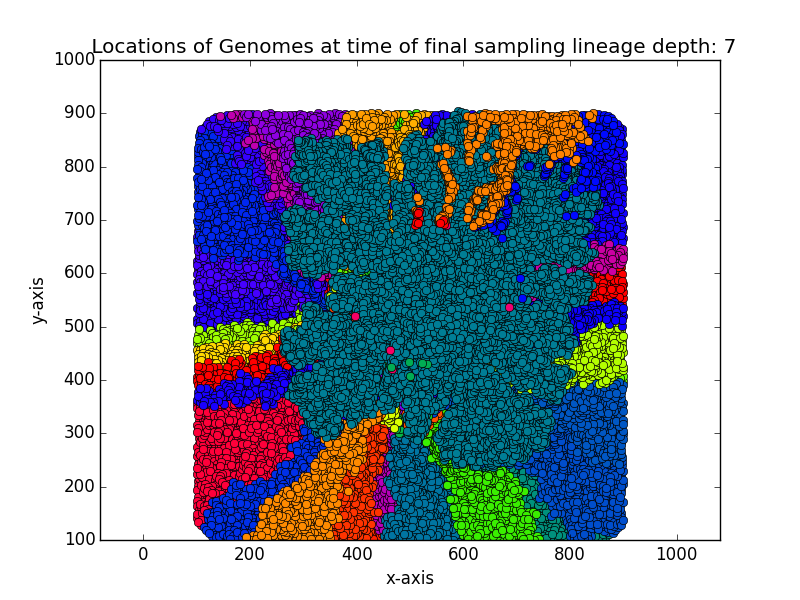 Locations of Genomes at time of final sampling lineage depth: 7
1000
900
800
700
600
500
400
300
200
100
y-axis
0 200 400 600 800 1000
x-axis